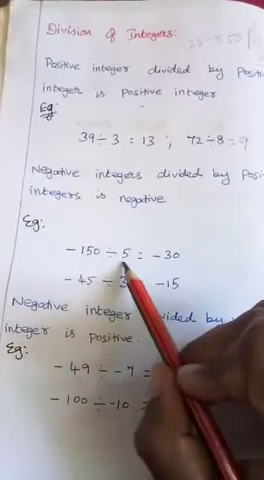 Division of Integers:
Positive integer divided by
integer is positive integer
Eg:
39 ÷ 3 = 13 ; 72 ÷ 8 = 9
Negative integers divided by
integers is negative
Eg:
- 150 ÷ 5 = - 30
- 45 ÷ 3 - 15
Negative integer divided by
integer is positive.
Eg:
- 49 ÷ - 7 =
- 100 ÷ - 10 =